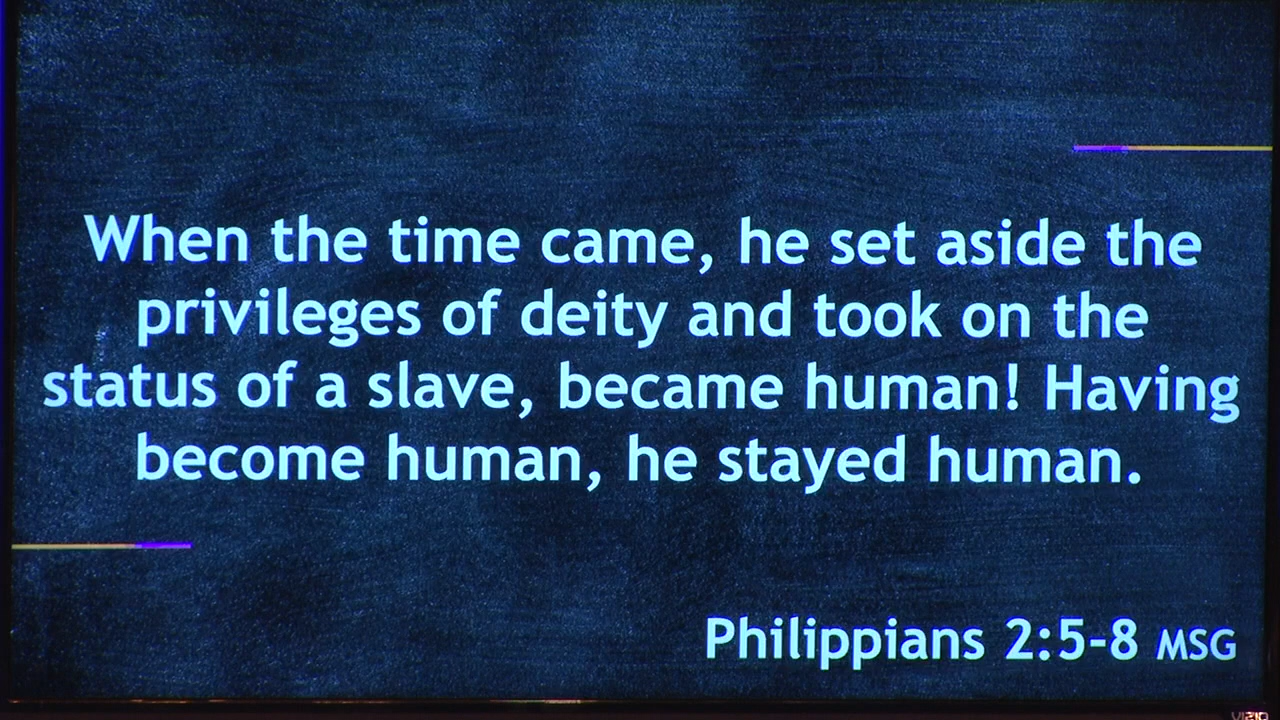 When the time came, he set aside the
privileges of deity and took on the
status of a slave, became human! Having
become human, he stayed human.
Philippians 2:5-8 MSG
VIZIO